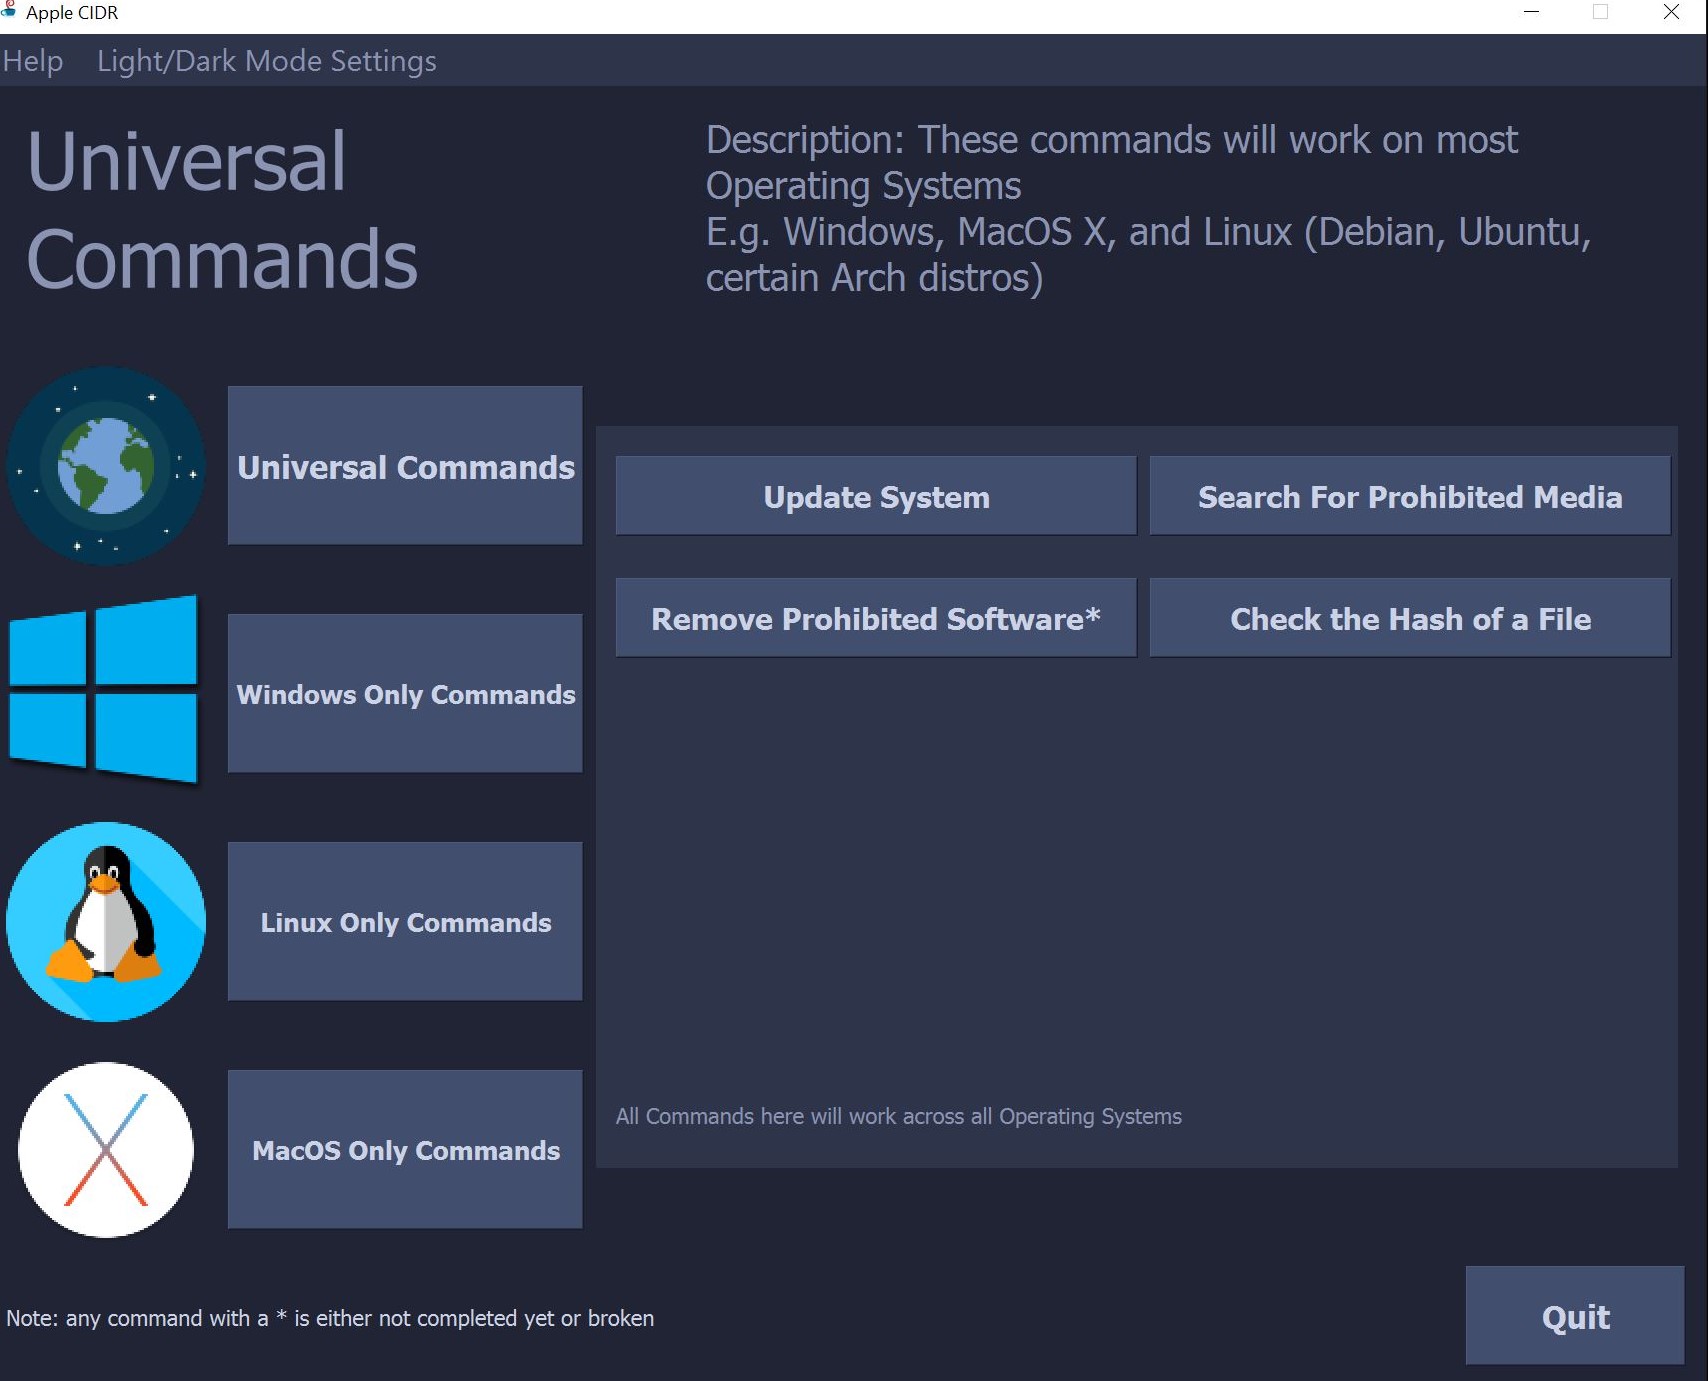 Apple CIDR
Help Light/Dark Mode Settings
Universal
Commands
Description: These commands will work on most
Operating Systems
E.g. Windows, MacOS X, and Linux (Debian, Ubuntu,
certain Arch distros)
Universal Commands
Windows Only Commands
Linux Only Commands
MacOS Only Commands
Update System
Search For Prohibited Media
Remove Prohibited Software*
Check the Hash of a File
All Commands here will work across all Operating Systems
Note: any command with a * is either not completed yet or broken
Quit